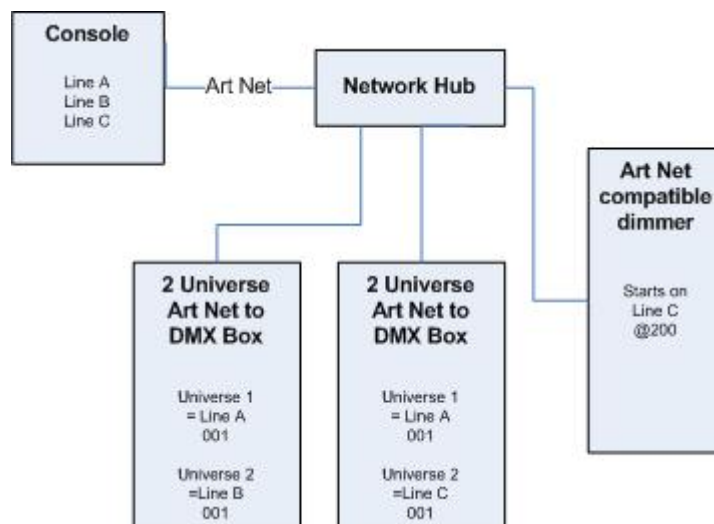 Console
Line A
Line B
Line C
Art Net
Network Hub
Art Net
compatible
dimmer
Starts on
Line C
@200
2 Universe
Art Net to
DMX Box
Universe 1
= Line A
001
Universe 2
=Line B
001
2 Universe
Art Net to
DMX Box
Universe 1
= Line A
001
Universe 2
=Line C
001